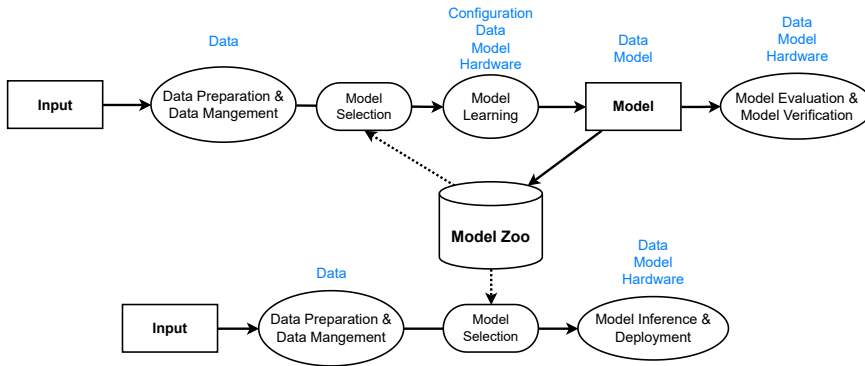 Data
Configuration
Data
Model
Hardware
Data
Model
Data
Model
Hardware
Input
Data Preparation &
Data Mangement
Model
Selection
Model
Learning
Model
Model Evaluation &
Model Verification
Model Zoo
Data
Data
Model
Hardware
Input
Data Preparation &
Data Mangement
Model
Selection
Model Inference &
Deployment